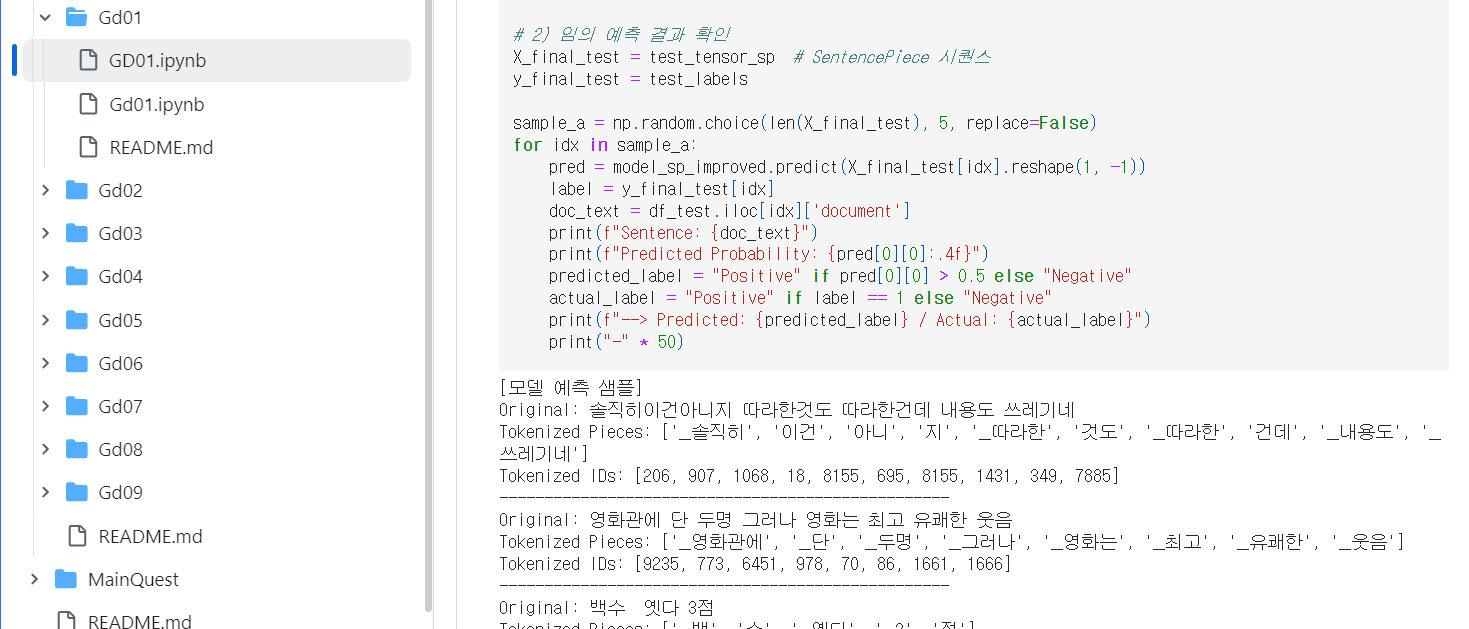 Gd01
GD01.ipynb
Gd01.ipynb
README.md
Gd02
Gd03
Gd04
Gd05
Gd06
Gd07
Gd08
Gd09
README.md
MainQuest
README.md
# 2) 임의 예측 결과 확인
X_final_test = test_tensor_sp  # SentencePiece 시퀀스
y_final_test = test_labels
sample_a = np.random.choice(len(X_final_test), 5, replace=False)
for idx in sample_a:
    pred = model_sp_improved.predict(X_final_test[idx].reshape(1, -1))
    label = y_final_test[idx]
    doc_text = df_test.iloc[idx]['document']
    print(f"Sentence: {doc_text}")
    print(f"Predicted Probability: {pred[0][0]:.4f}")
    predicted_label = "Positive" if pred[0][0] > 0.5 else "Negative"
    actual_label = "Positive" if label == 1 else "Negative"
    print(f"--> Predicted: {predicted_label} / Actual: {actual_label}")
    print("-" * 50)
[모델 예측 샘플]
Original: 솔직히이건아니지 따라한것도 따라한건데 내용도 쓰레기네
Tokenized Pieces: ['_솔직히', '이건', '아니', '지', '_따라한', '것도', '_따라한', '건데', '_내용도', '_
쓰레기네']
Tokenized IDs: [206, 907, 1068, 18, 8155, 695, 8155, 1431, 349, 7885]
--------------------------------------------------
Original: 영화관에 단 두명 그러나 영화는 최고 유쾌한 웃음
Tokenized Pieces: ['_영화관에', '_단', '_두명', '_그러나', '_영화는', '_최고', '_유쾌한', '_웃음']
Tokenized IDs: [9235, 773, 6451, 978, 70, 86, 1661, 1666]
--------------------------------------------------
Original: 백수  옛다 3점
Tokenized Pieces: ['_백', '수', '_옛다', '_3', '점']